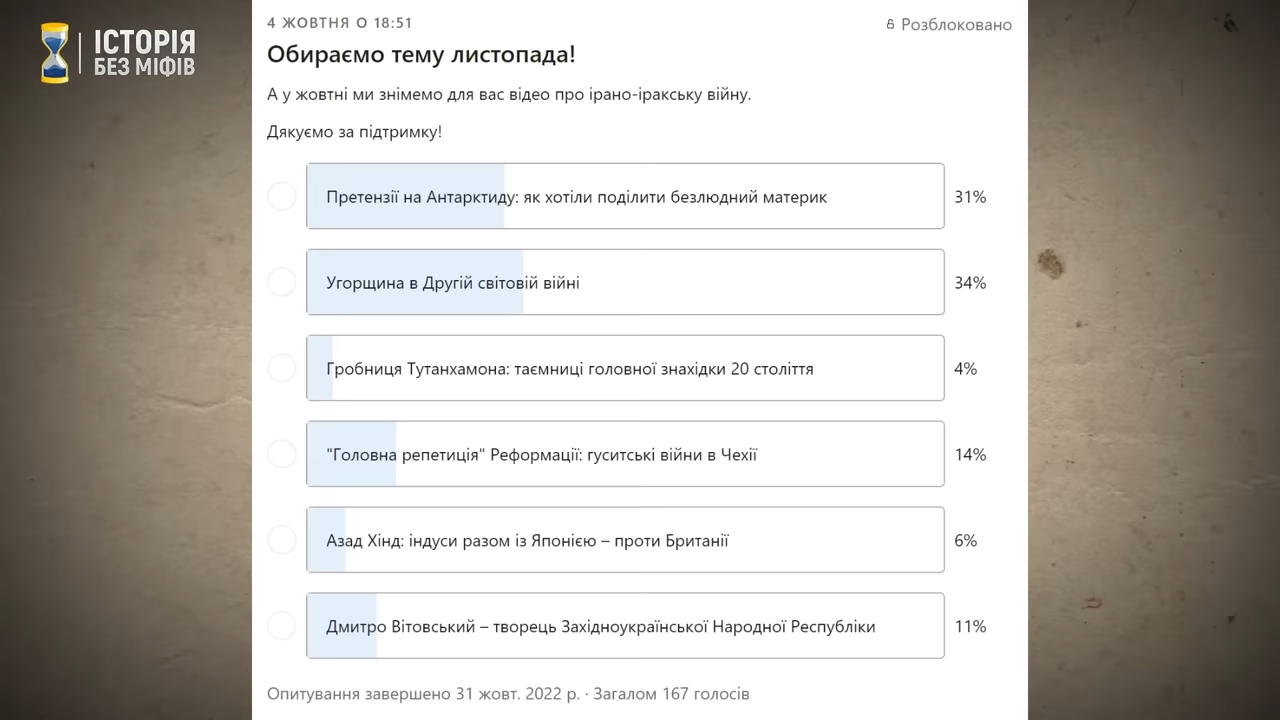 ІСТОРІЯ
БЕЗ МІФІВ
4 ЖОВТНЯ О 18:51
Розблоковано
Обираємо тему листопада!
А у жовтні ми знімемо для вас відео про ірано-іракську війну.
Дякуємо за підтримку!
Претензії на Антарктиду: як хотіли поділити безлюдний материк 31%
Угорщина в Другій світовій війні 34%
Гробниця Тутанхамона: таємниці головної знахідки 20 століття 4%
"Головна репетиція" Реформації: гуситські війни в Чехії 14%
Азад Хінд: індуси разом із Японією – проти Британії 6%
Дмитро Вітовський – творець Західноукраїнської Народної Республіки 11%
Опитування завершено 31 жовт. 2022 р. · Загалом 167 голосів